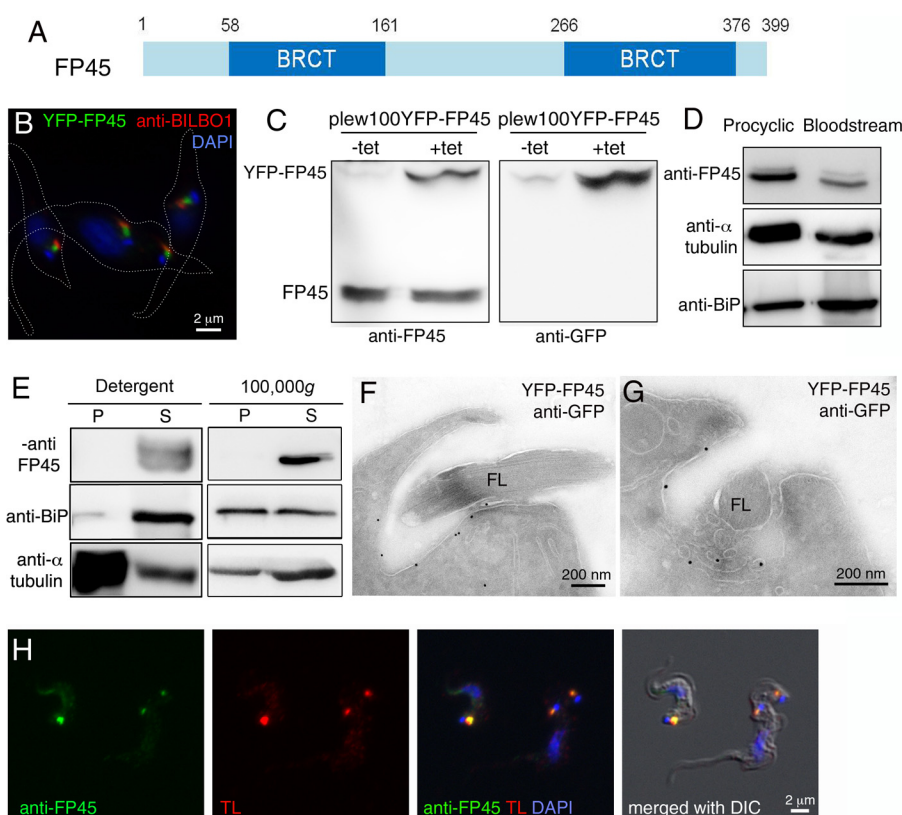 A
1 58 161 266 376 399
FP45 BRCT BRCT
B YFP-FP45 anti-BILBO1
DAPI
2 µm
C
plew100YFP-FP45 plew100YFP-FP45
-tet +tet -tet +tet
YFP-FP45
FP45
anti-FP45 anti-GFP
D
Procyclic Bloodstream
anti-FP45
anti-α
tubulin
anti-BiP
E
Detergent 100,000g
P S P S
-anti
FP45
anti-BiP
anti-α
tubulin
F YFP-FP45
anti-GFP
FL
200 nm
G YFP-FP45
anti-GFP
FL
200 nm
H
anti-FP45
TL
anti-FP45 TL DAPI
merged with DIC 2 µm